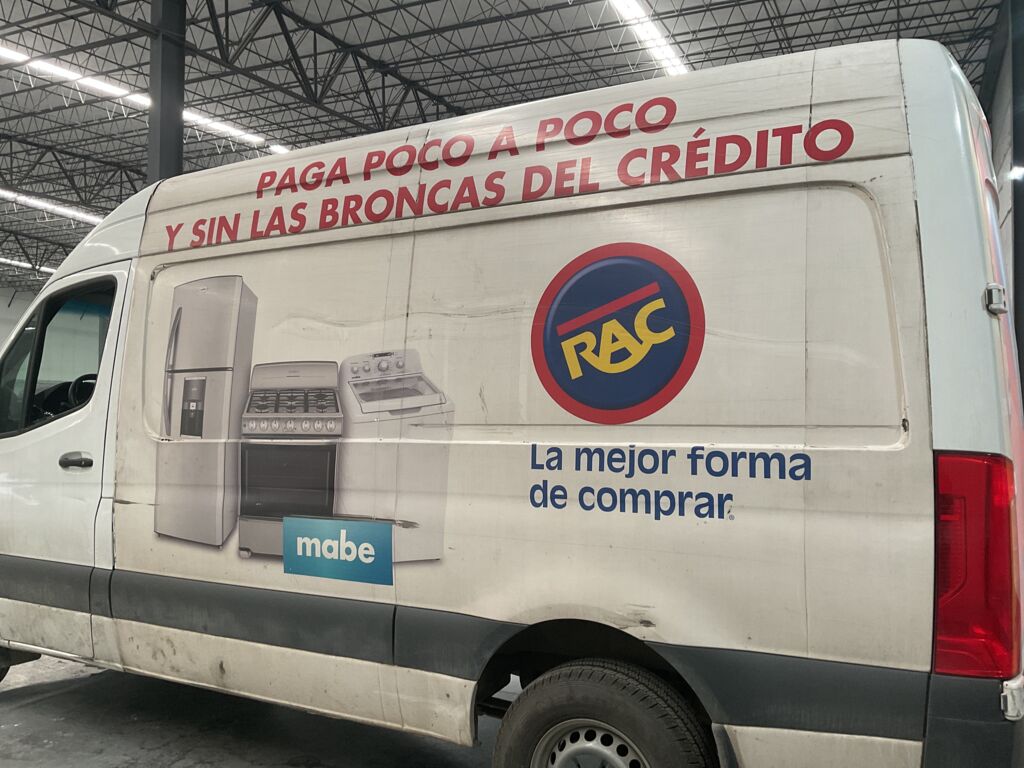 PAGA POCO A POCO
Y SIN LAS BRONCAS DEL CRÉDITO
RAC
La mejor forma
de comprar®
mabe